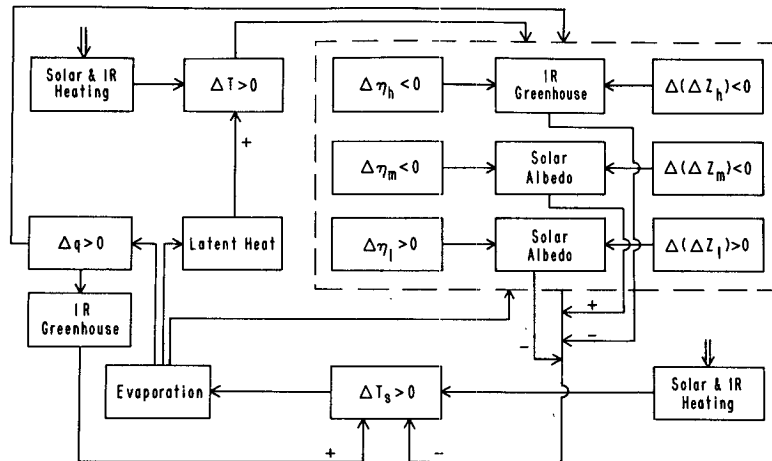 Solar & IR
Heating
ΔT>0
Δη_h<0
IR
Greenhouse
Δ(ΔZ_h)<0
+
Δη_m<0
Solar
Albedo
Δ(ΔZ_m)<0
Δq>0
Latent Heat
Δη_l>0
Solar
Albedo
Δ(ΔZ_l)>0
IR
Greenhouse
+
-
-
Evaporation
ΔT_s>0
Solar & IR
Heating
+
-